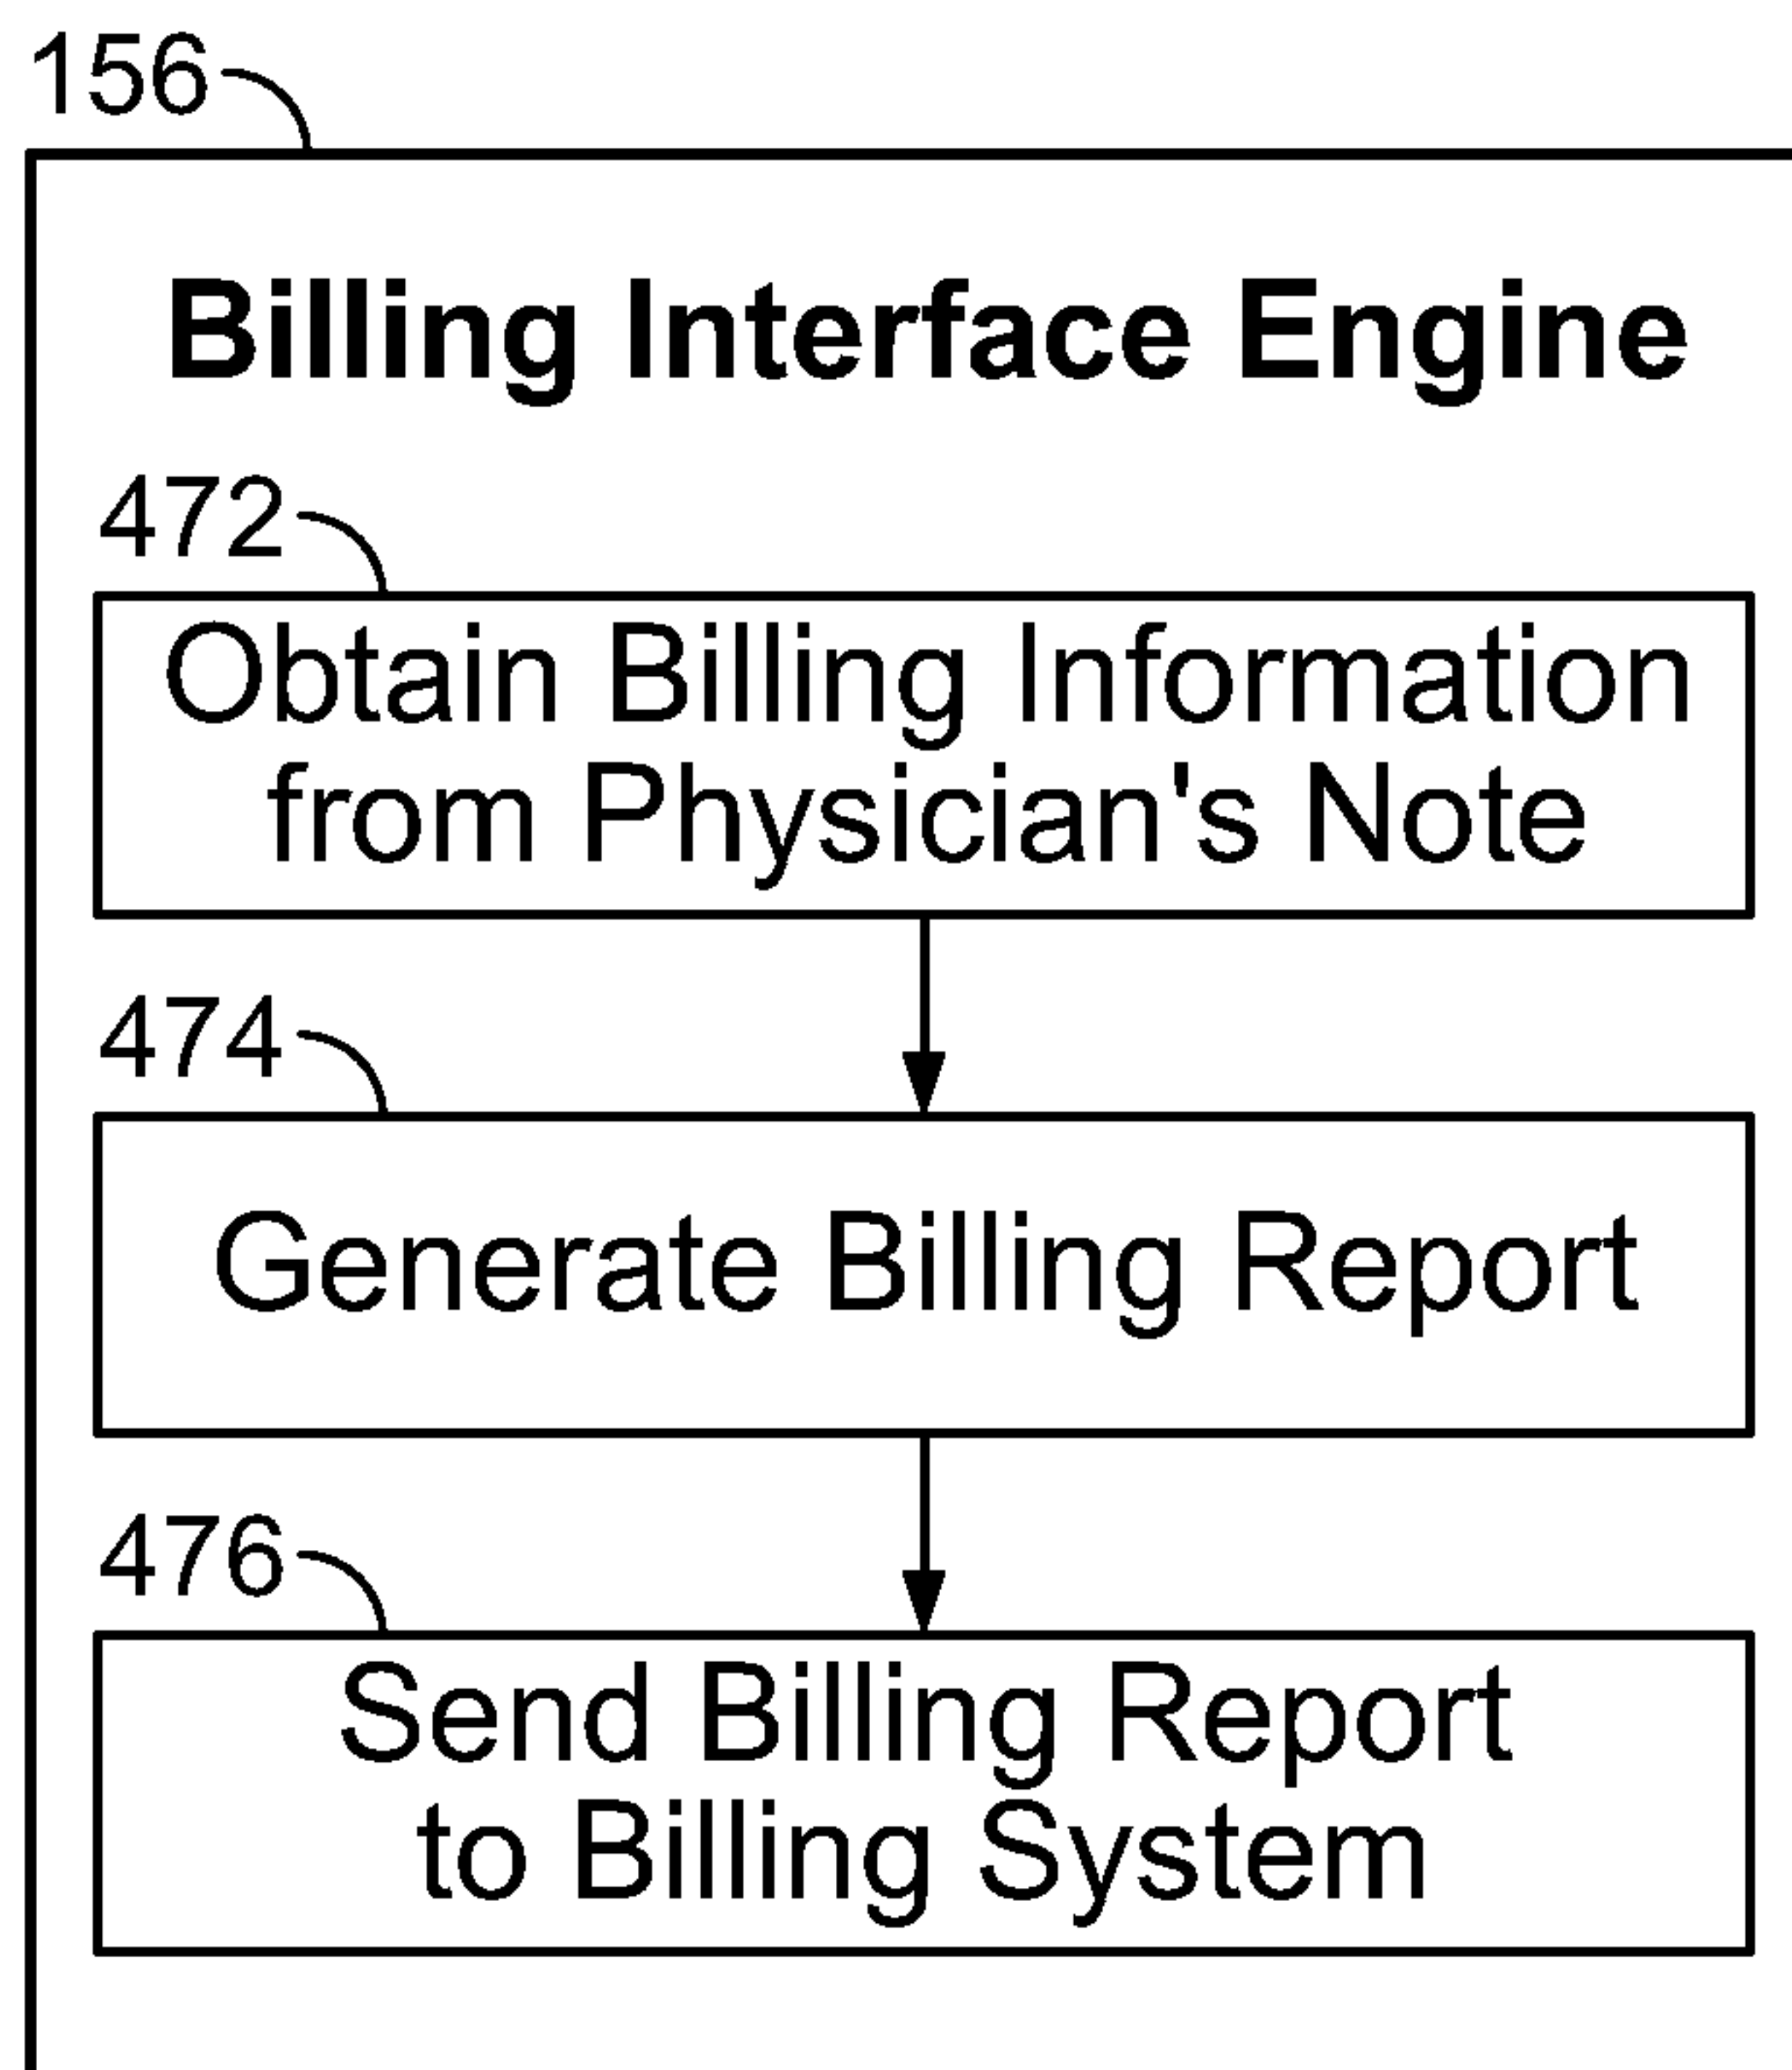 156
Billing Interface Engine
472
Obtain Billing Information
from Physician's Note
474
Generate Billing Report
476
Send Billing Report
to Billing System